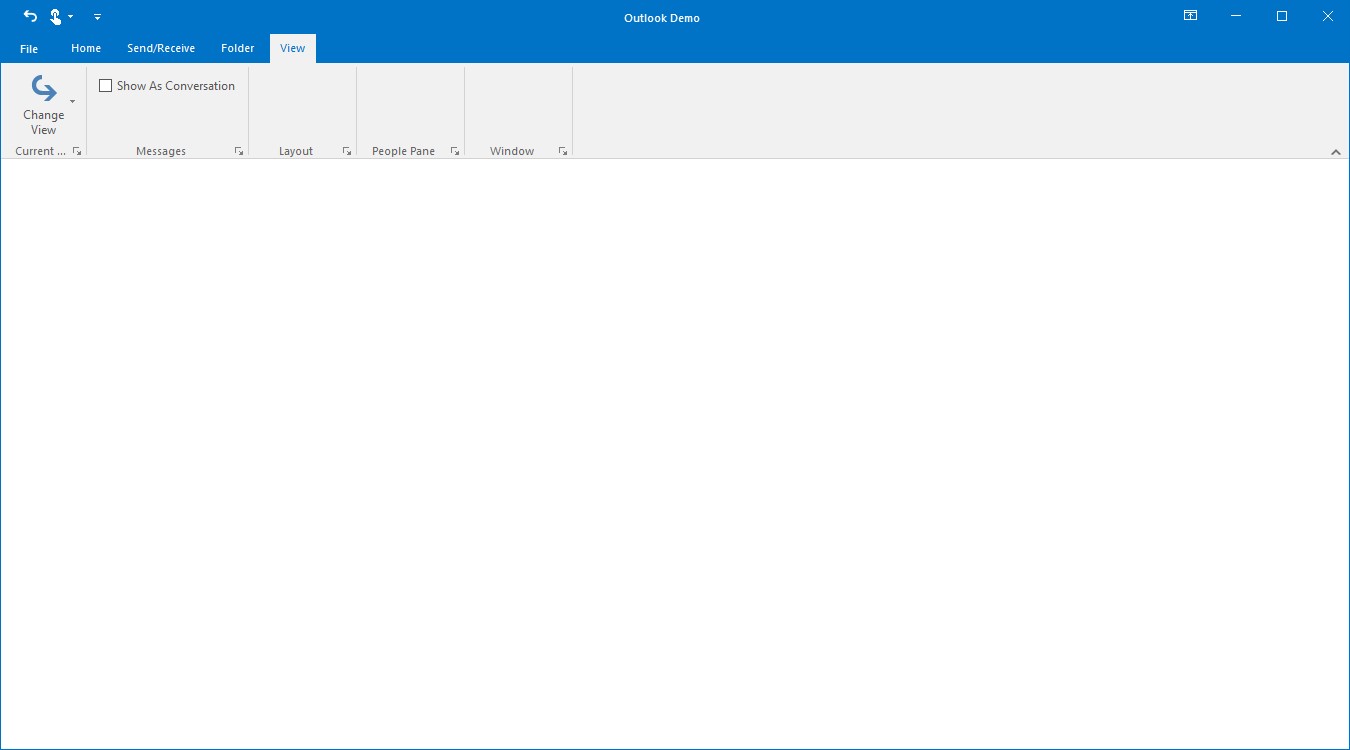 Outlook Demo
File Home Send/Receive Folder View
Show As Conversation
Change
View
Current ... Messages Layout People Pane Window